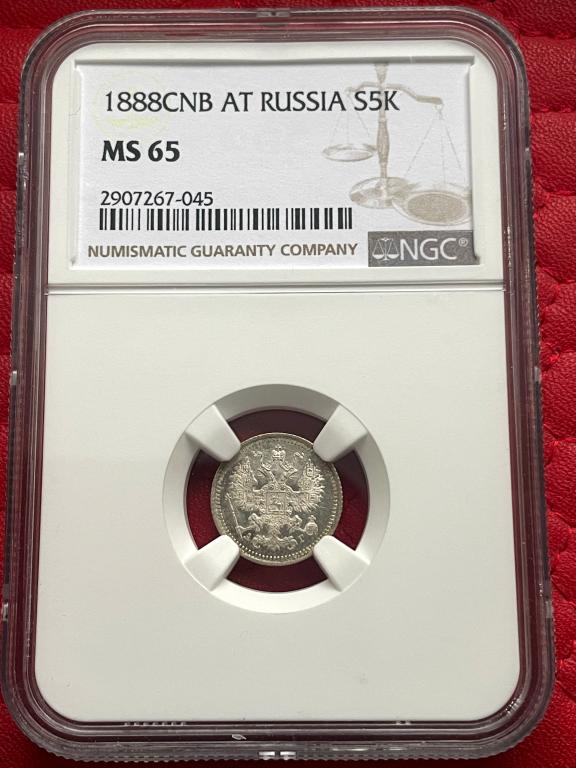 1888CNB AT RUSSIA S5K
MS 65
2907267-045
NUMISMATIC GUARANTY COMPANY
NGC®
А Г